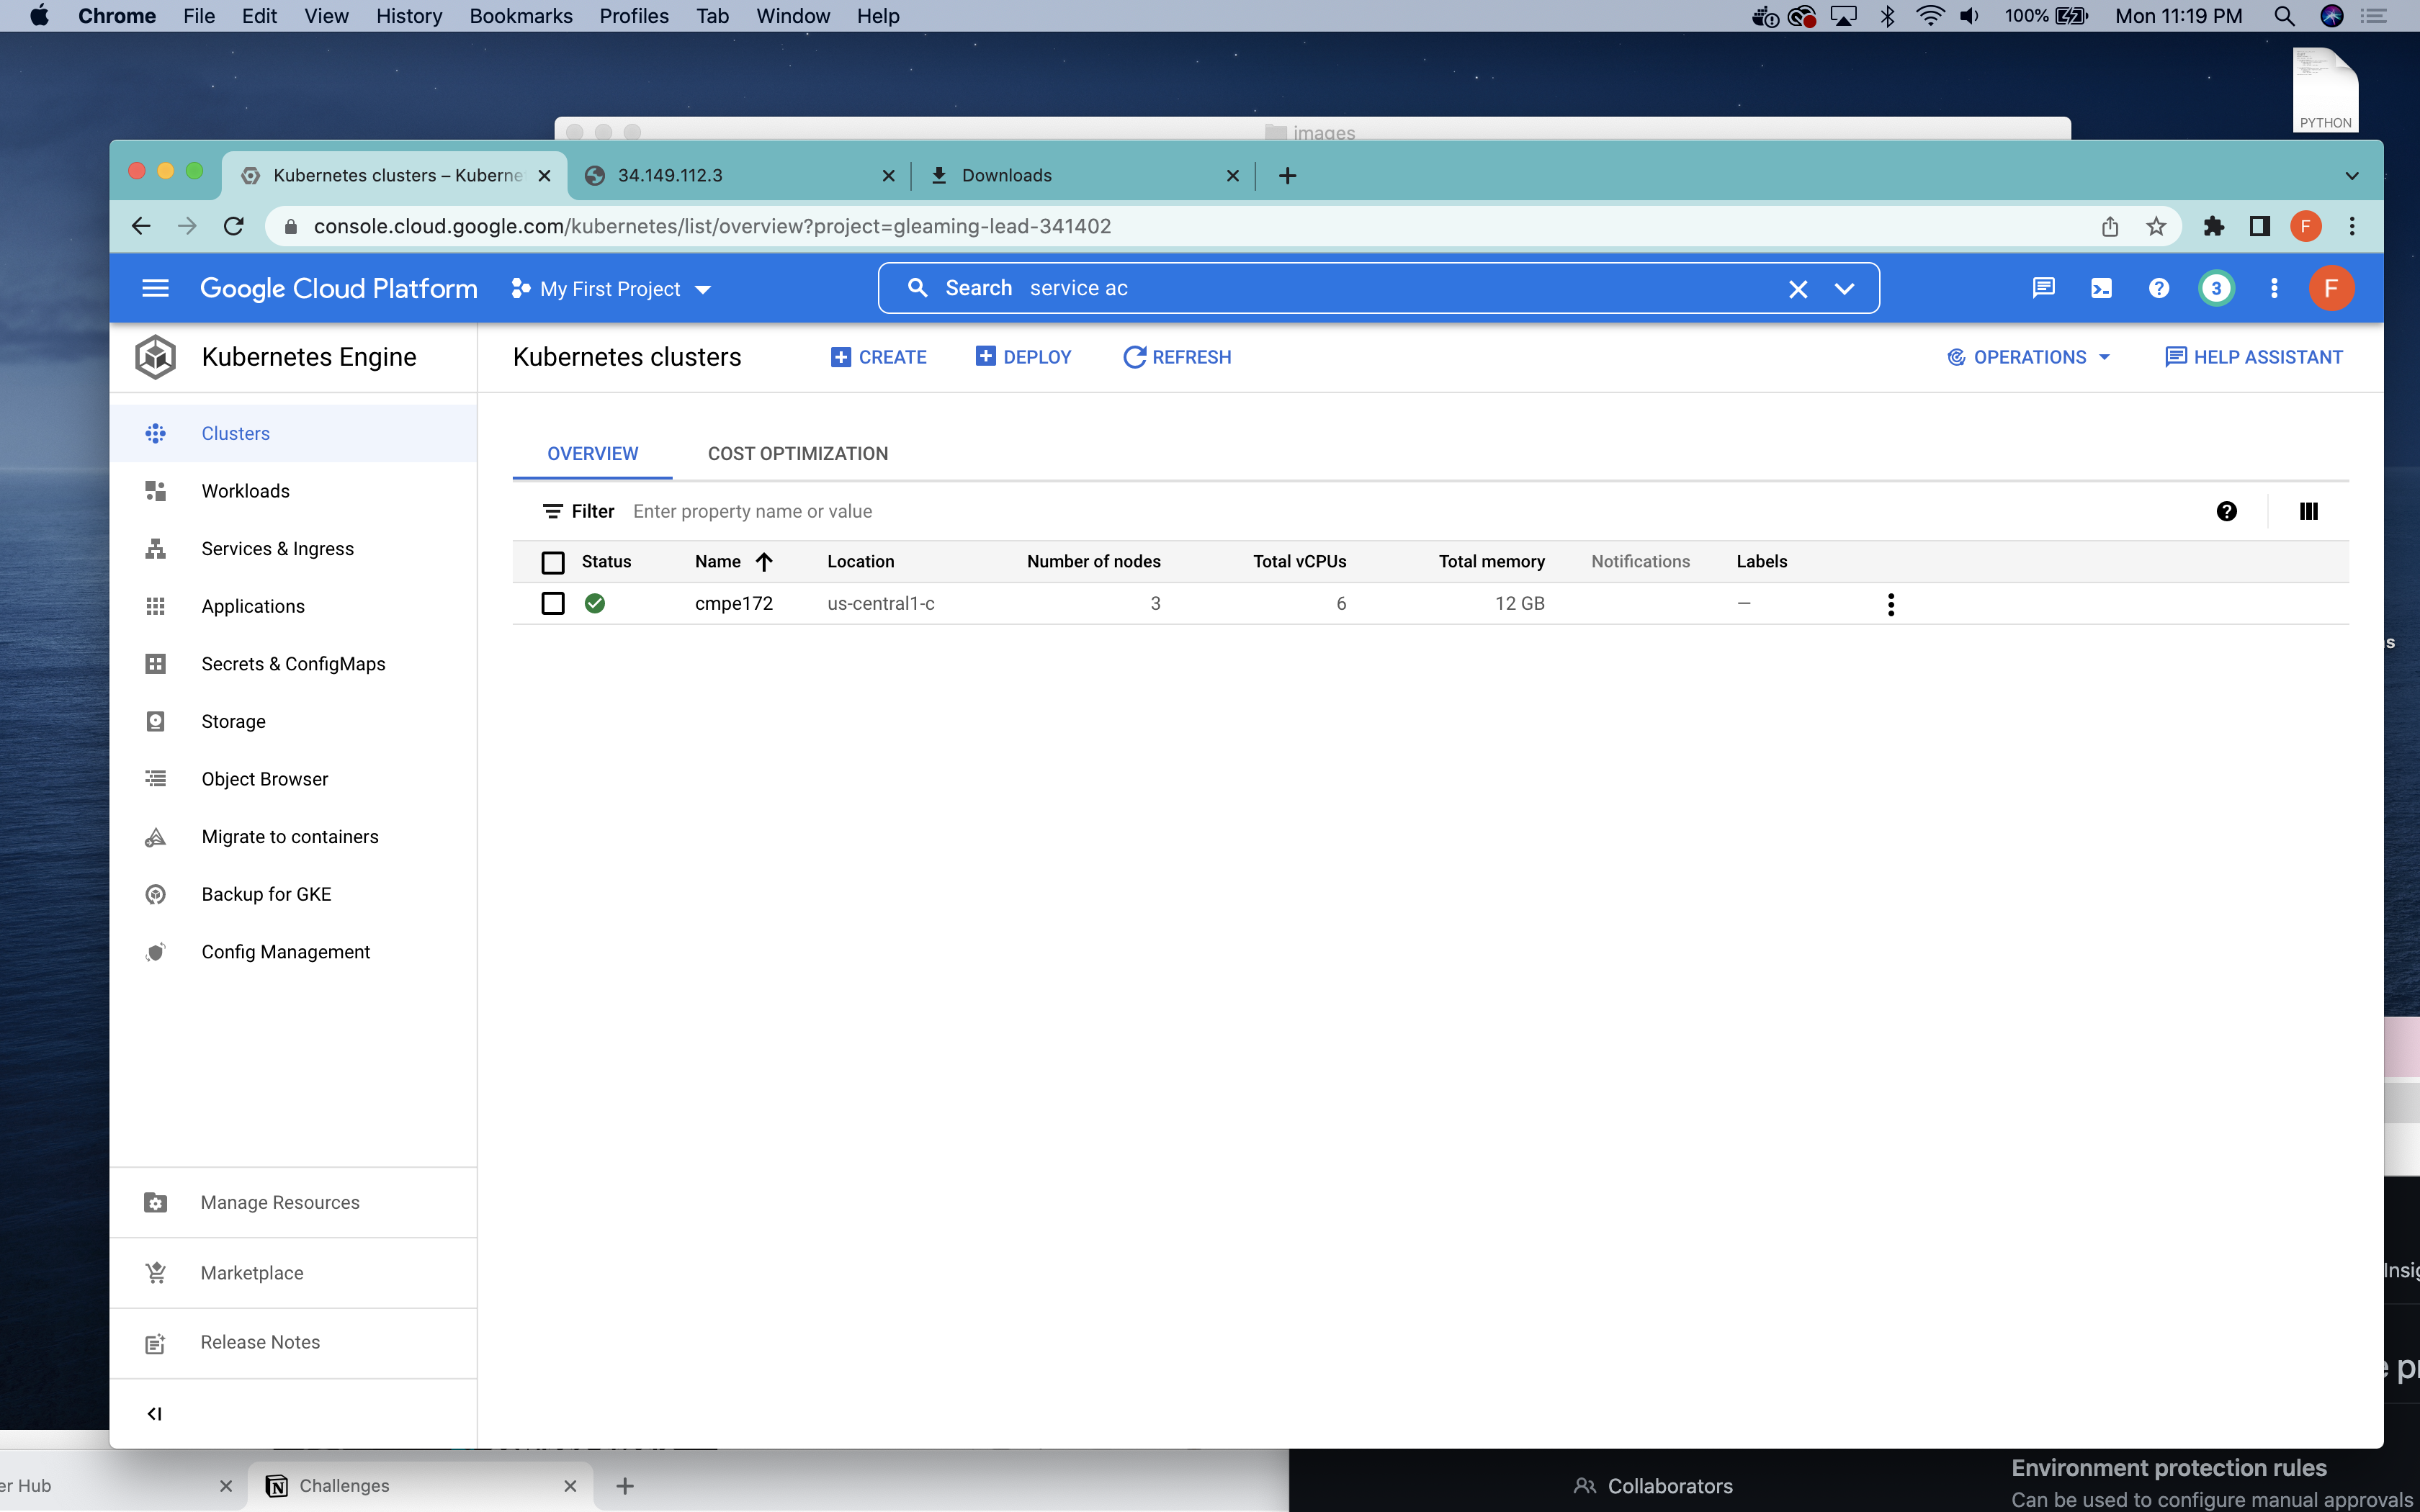 Chrome File Edit View History Bookmarks Profiles Tab Window Help 100% Mon 11:19 PM
PYTHON
images
Kubernetes clusters – Kuberne
34.149.112.3
Downloads
console.cloud.google.com/kubernetes/list/overview?project=gleaming-lead-341402
F
Google Cloud Platform My First Project Search service ac 3 F
Kubernetes Engine
Kubernetes clusters CREATE DEPLOY REFRESH OPERATIONS HELP ASSISTANT
Clusters
Workloads
Services & Ingress
Applications
Secrets & ConfigMaps
Storage
Object Browser
Migrate to containers
Backup for GKE
Config Management
Manage Resources
Marketplace
Release Notes
OVERVIEW COST OPTIMIZATION
Filter Enter property name or value
Status Name Location Number of nodes Total vCPUs Total memory Notifications Labels
cmpe172 us-central1-c 3 6 12 GB —
er Hub
Challenges
Collaborators
Environment protection rules
Can be used to configure manual approvals